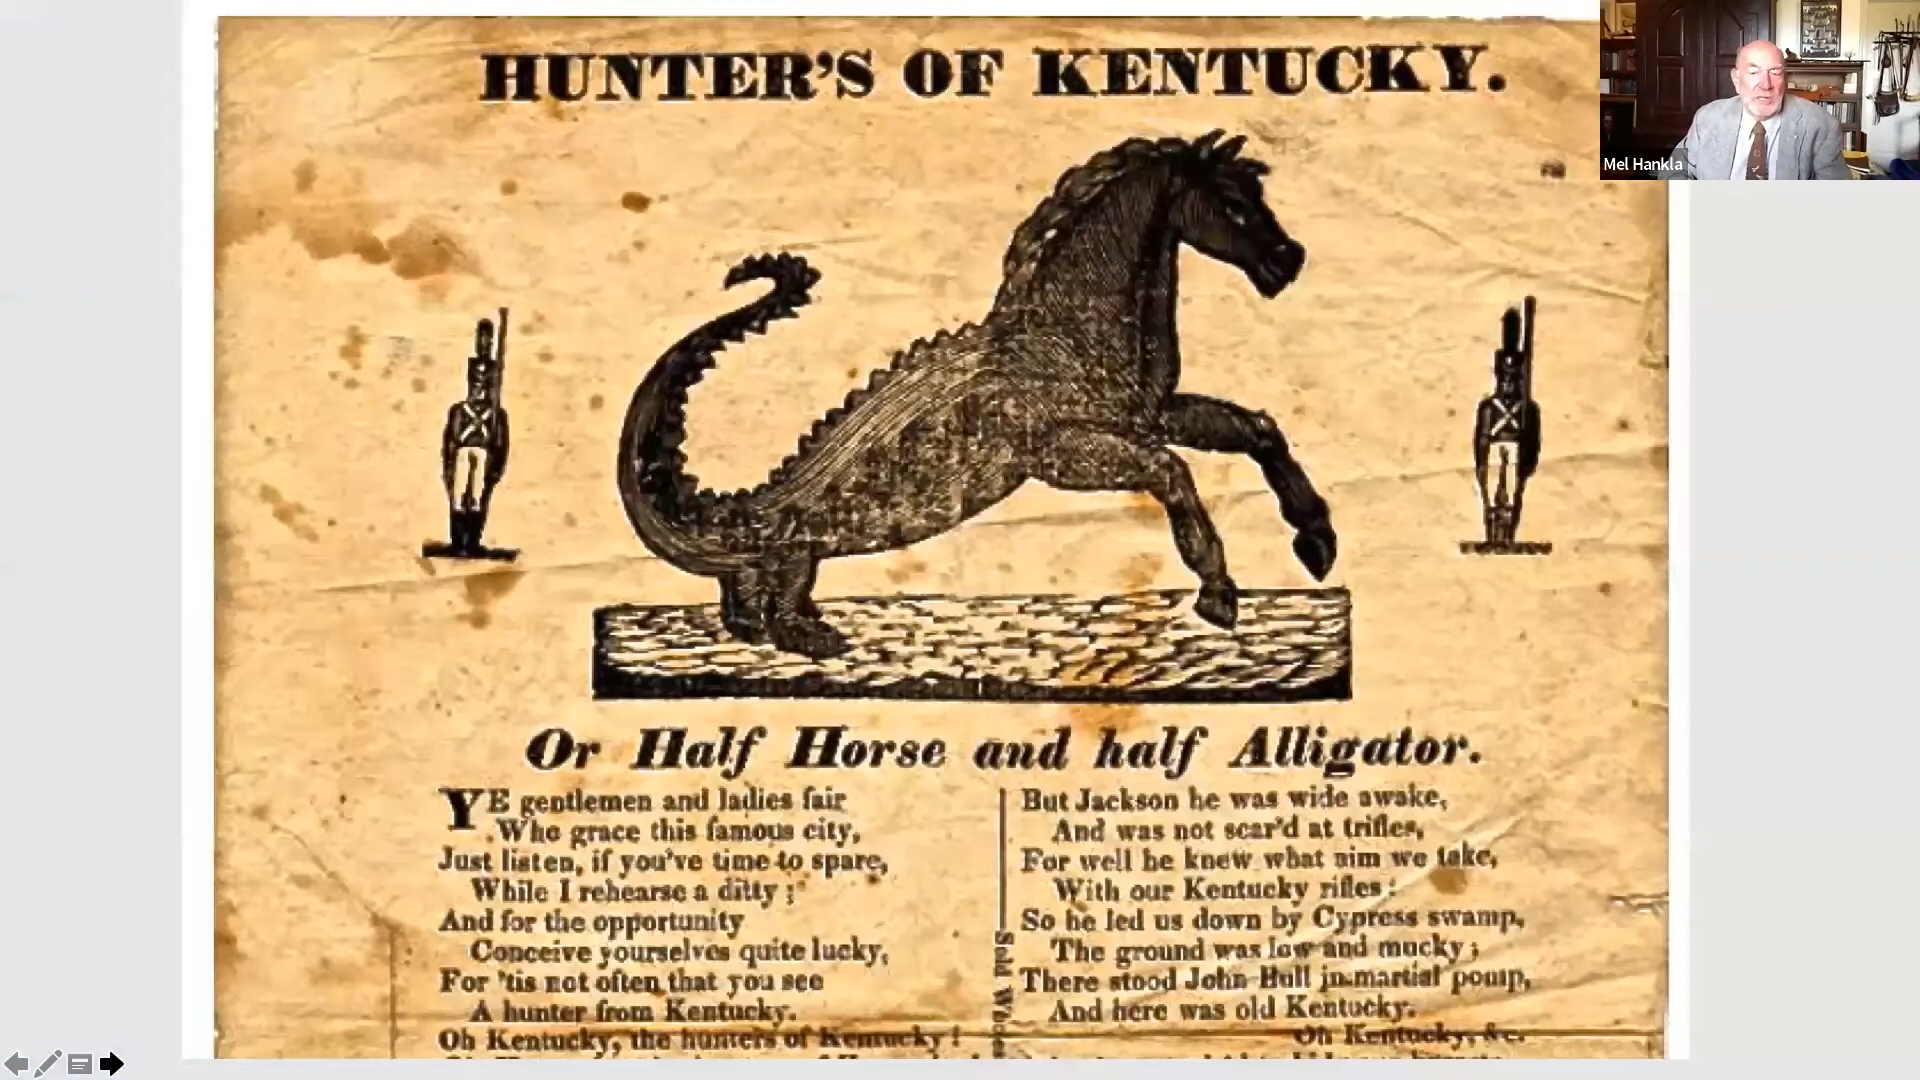 HUNTER'S OF KENTUCKY.
Mel Hankla
Or Half Horse and half Alligator.
YE gentlemen and ladies fair
Who grace this famous city,
Just listen, if you've time to spare,
While I rehearse a ditty;
And for the opportunity
Conceive yourselves quite lucky,
For 'tis not often that you see
A hunter from Kentucky.
Oh Kentucky, the hunters of Kentucky!
Sold
But Jackson he was wide awake,
And was not scar'd at trifles,
For well he knew what aim we take,
With our Kentucky rifles:
So he led us down by Cypress swamp,
The ground was low and mucky;
There stood John Bull in martial pomp,
And here was old Kentucky.
Oh Kentucky, &c.